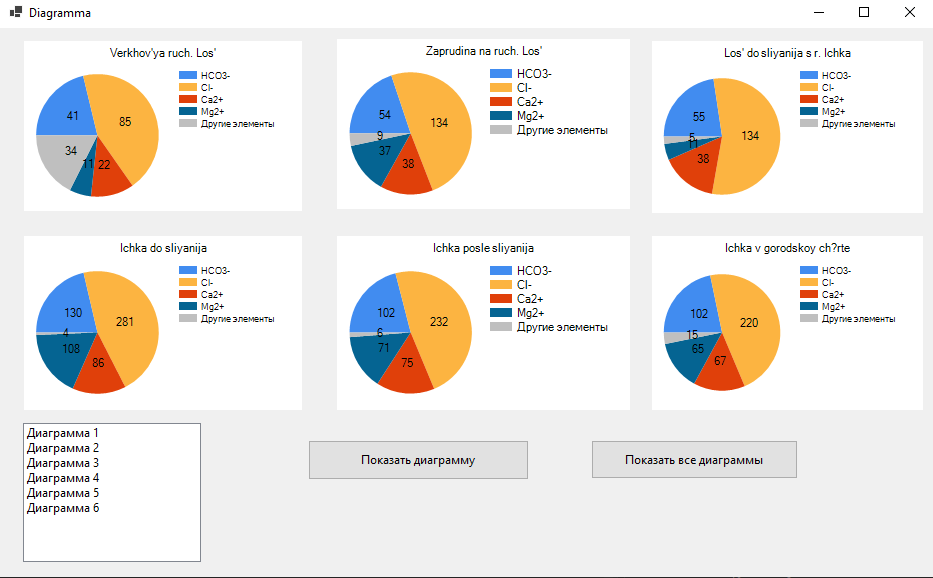 Diagramma
Verkhov'ya ruch. Los'
HCO3-
Cl-
Ca2+
Mg2+
Другие элементы
41
85
34
11
22
Zaprudina na ruch. Los'
HCO3-
Cl-
Ca2+
Mg2+
Другие элементы
54
134
9
37
38
Los' do sliyanija s r. Ichka
HCO3-
Cl-
Ca2+
Mg2+
Другие элементы
55
134
5
11
38
Ichka do sliyanija
HCO3-
Cl-
Ca2+
Mg2+
Другие элементы
130
281
4
108
86
Ichka posle sliyanija
HCO3-
Cl-
Ca2+
Mg2+
Другие элементы
102
232
6
71
75
Ichka v gorodskoy ch?rte
HCO3-
Cl-
Ca2+
Mg2+
Другие элементы
102
220
15
65
67
Диаграмма 1
Диаграмма 2
Диаграмма 3
Диаграмма 4
Диаграмма 5
Диаграмма 6
Показать диаграмму
Показать все диаграммы